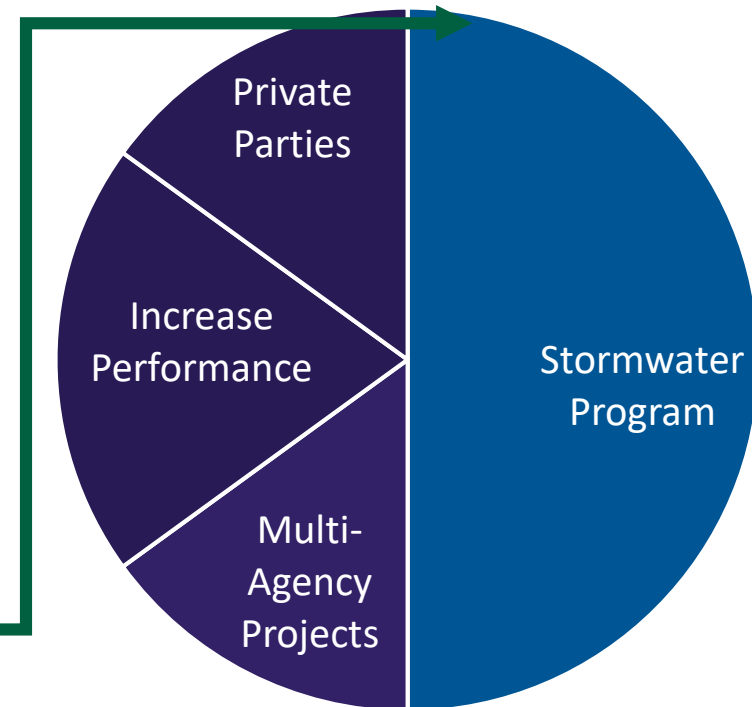 Private
Parties
Increase
Performance
Stormwater
Program
Multi-
Agency
Projects